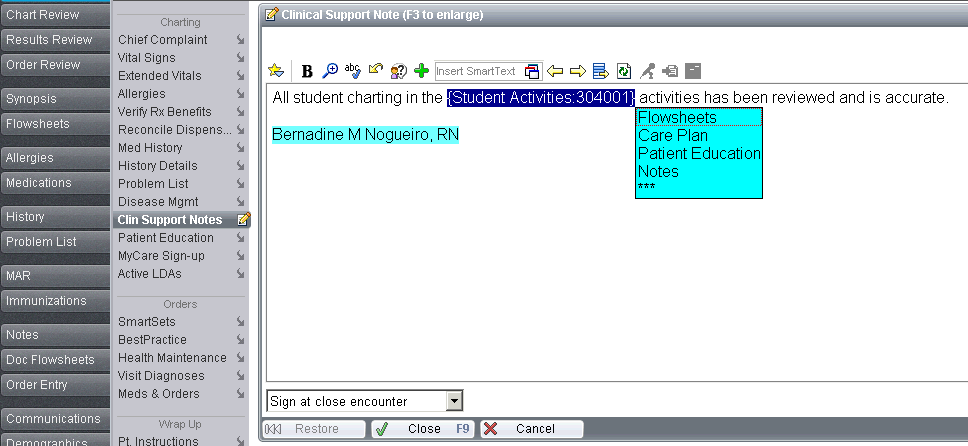 Chart Review
Results Review
Order Review
Synopsis
Flowsheets
Allergies
Medications
History
Problem List
MAR
Immunizations
Notes
Doc Flowsheets
Order Entry
Communications
Demographics
Charting
Chief Complaint
Vital Signs
Extended Vitals
Allergies
Verify Rx Benefits
Reconcile Dispens...
Med History
History Details
Problem List
Disease Mgmt
Clin Support Notes
Patient Education
MyCare Sign-up
Active LDAs
Orders
SmartSets
BestPractice
Health Maintenance
Visit Diagnoses
Meds & Orders
Wrap Up
Pt. Instructions
Clinical Support Note (F3 to enlarge)
B abc Insert SmartText
All student charting in the {Student Activities:304001} activities has been reviewed and is accurate.
Flowsheets
Care Plan
Patient Education
Notes
***
Bernadine M Nogueiro, RN
Sign at close encounter
Restore Close F9 Cancel